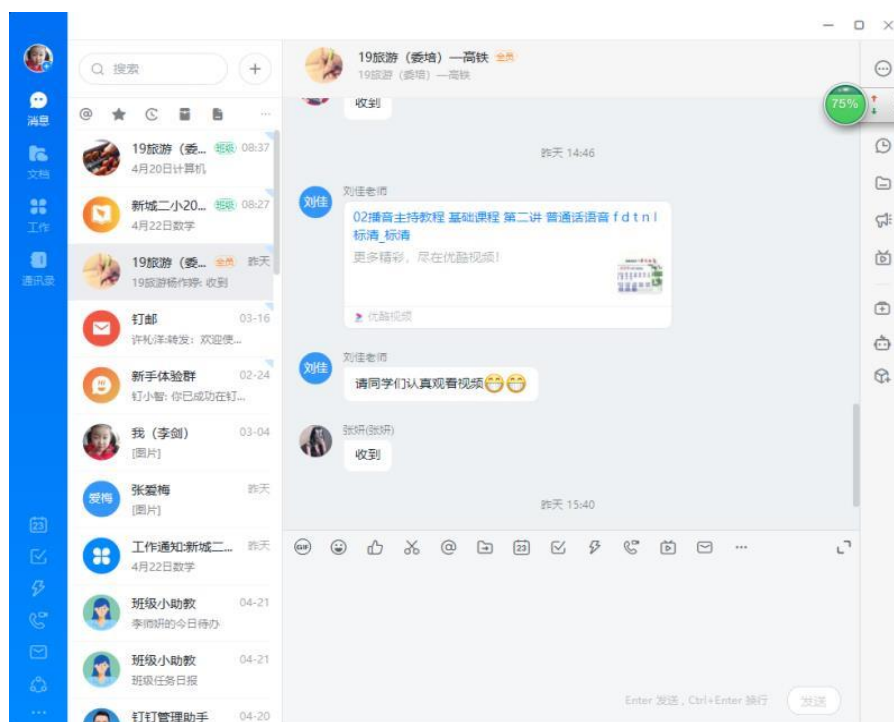 消息
文档
工作
通讯录
23
搜索
19旅游（委... 班级 08:37
4月20日计算机
新城二小20... 班级 08:27
4月22日数学
19旅游（委... 全员 昨天
19旅游杨作婷: 收到
钉邮 03-16
许杺洋:转发：欢迎使...
新手体验群 02-24
钉小智: 你已成功在钉...
我（李剑） 03-04
[图片]
爱梅
张爱梅 昨天
[图片]
工作通知:新城二... 昨天
4月22日数学
班级小助教 04-21
李师妍的今日待办
班级小助教 04-21
班级任务日报
钉钉管理助手 04-20
19旅游（委培）—高铁 全员
19旅游（委培）—高铁
收到
昨天 14:46
刘佳老师
刘佳
02播音主持教程 基础课程 第二讲 普通话语音 f d t n l
标清_标清
更多精彩，尽在优酷视频！
优酷视频
刘佳老师
刘佳
请同学们认真观看视频
张妍(张妍)
收到
昨天 15:40
GIF
23
Enter 发送 , Ctrl+Enter 换行
发送
75%